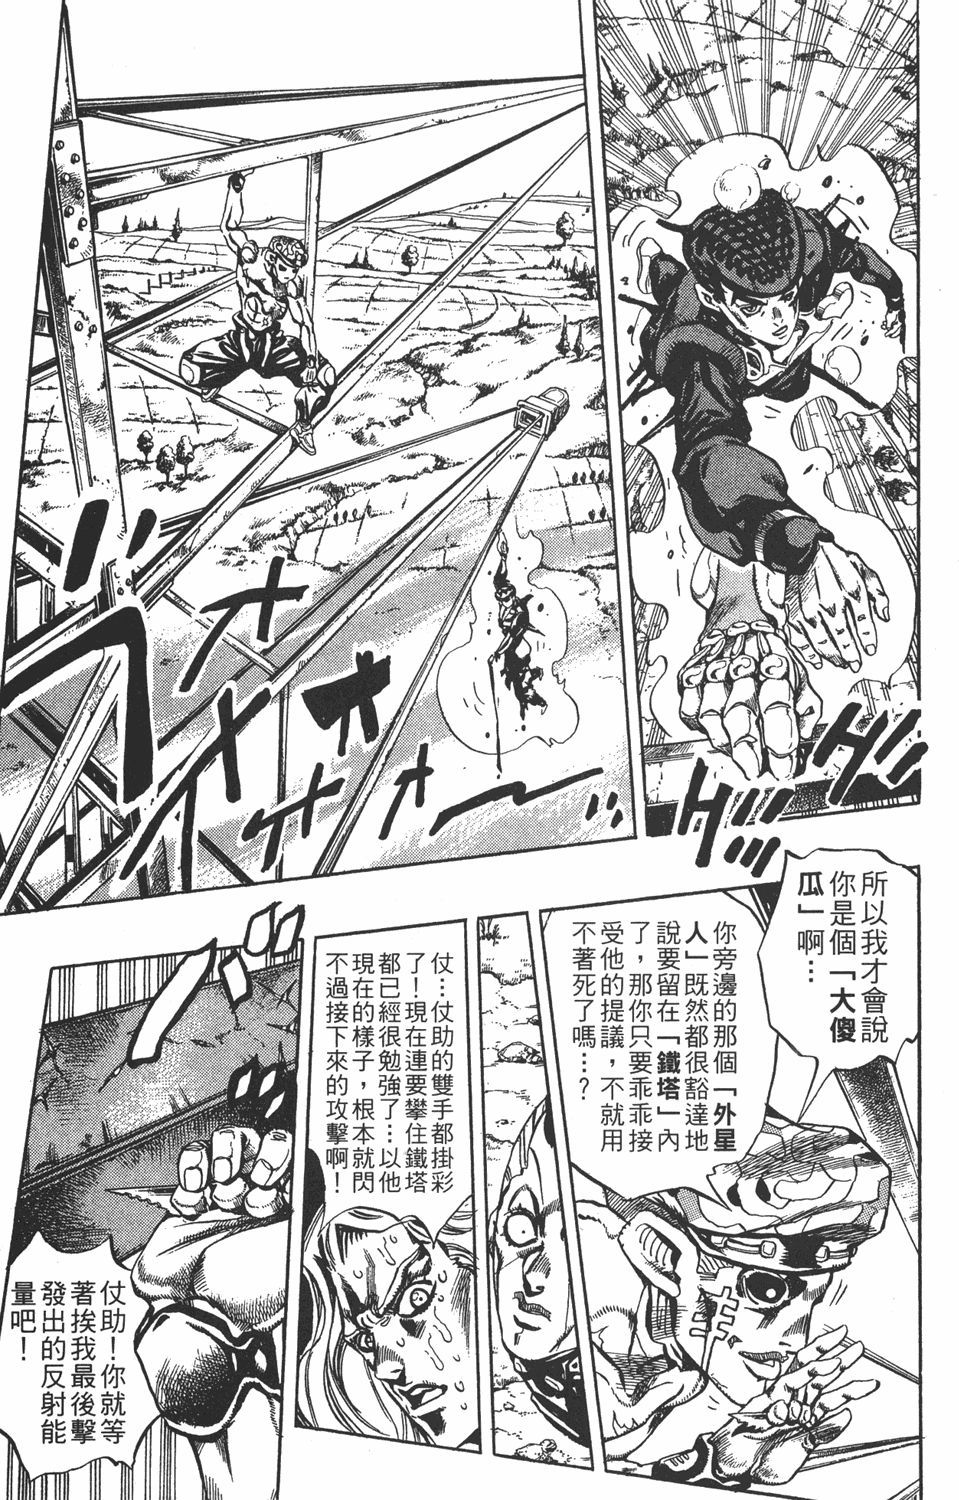 所以我才會說
你是個「大傻
瓜」啊…
你旁邊的那個「外星
人」既然都很豁達地
說要留在「鐵塔」內
了，那你只要乖乖接
受他的提議，不就用
不著死了嗎…?
仗…仗助的雙手都掛彩
了！現在連要攀住鐵塔
都已經很勉強了…以他
現在的樣子，根本就閃
不過接下來的攻擊啊！
仗助！你就等
著挨我最後擊
發出的反射能
量吧！